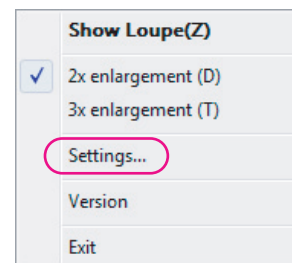 Show Loupe(Z)
2x enlargement (D)
3x enlargement (T)
Settings...
Version
Exit